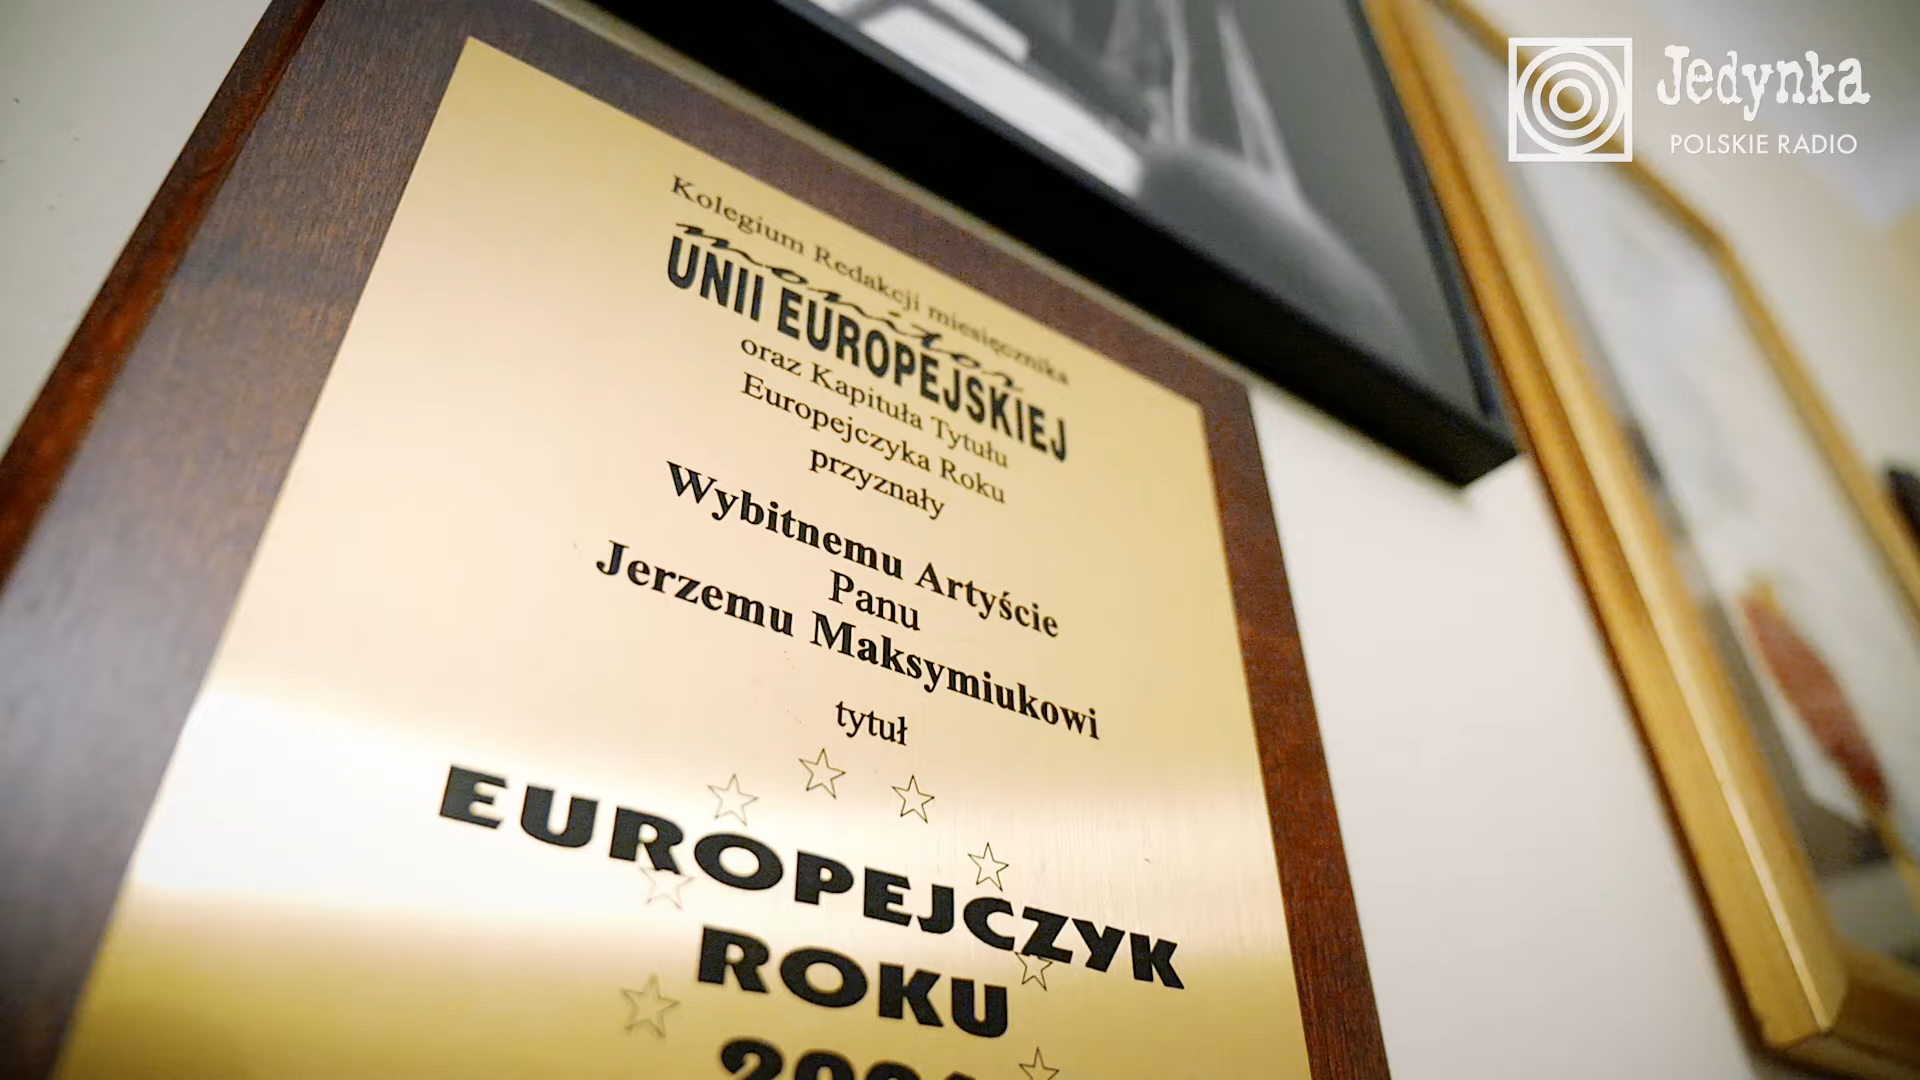 Jedynka
POLSKIE RADIO
Kolegium Redakcji miesięcznika
monitor
UNII EUROPEJSKIEJ
oraz Kapituła Tytułu
Europejczyka Roku
przyznały
Wybitnemu Artyście
Panu
Jerzemu Maksymiukowi
tytuł
EUROPEJCZYK
ROKU